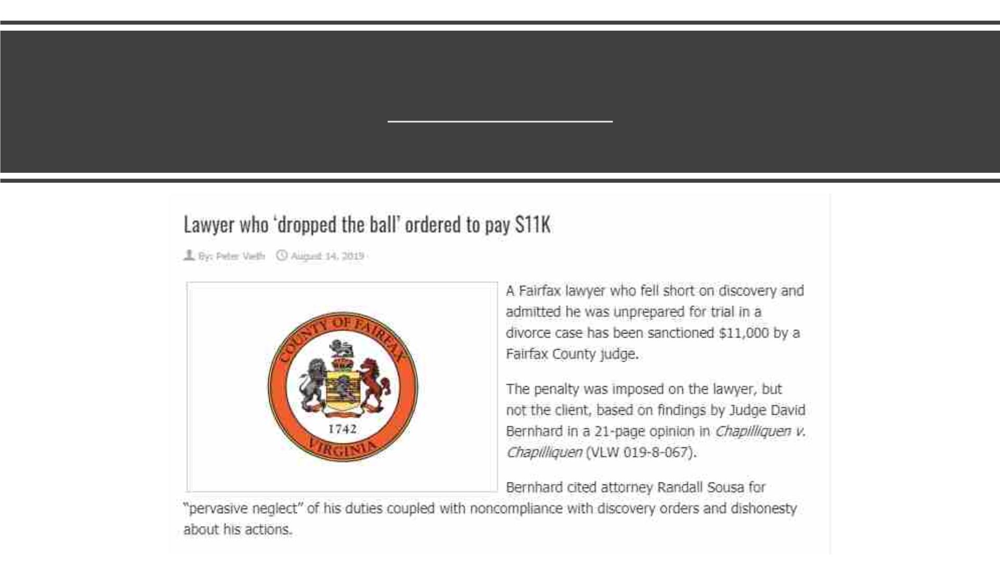 Lawyer who ‘dropped the ball’ ordered to pay $11K
By: Peter Vieth August 14, 2019
COUNTY OF FAIRFAX
1742
VIRGINIA
A Fairfax lawyer who fell short on discovery and
admitted he was unprepared for trial in a
divorce case has been sanctioned $11,000 by a
Fairfax County judge.
The penalty was imposed on the lawyer, but
not the client, based on findings by Judge David
Bernhard in a 21-page opinion in Chapilliquen v.
Chapilliquen (VLW 019-8-067).
Bernhard cited attorney Randall Sousa for
“pervasive neglect” of his duties coupled with noncompliance with discovery orders and dishonesty
about his actions.